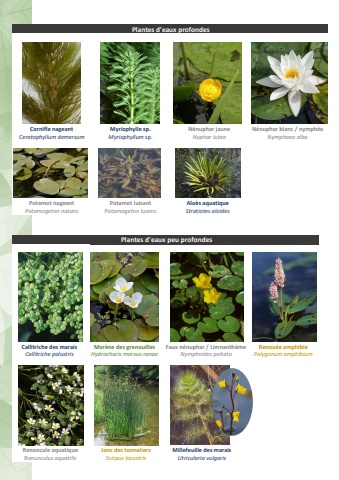 Plantes d'eaux profondes
Cornifle nageant
Ceratophyllum demersum
Myriophylle sp.
Myriophyllum sp.
Nénuphar jaune
Nuphar lutea
Nénuphar blanc / nymphéa
Nymphaea alba
Potamot nageant
Potamogeton natans
Potamot luisant
Potamogeton lucens
Aloès aquatique
Stratiotes aloides
Plantes d'eaux peu profondes
Callitriche des marais
Callitriche palustris
Morène des grenouilles
Hydrocharis morsus-ranae
Faux nénuphar / Limnanthème
Nymphoides peltata
Renouée amphibie
Polygonum amphibium
Renoncule aquatique
Ranunculus aquatilis
Jonc des tonneliers
Scirpus lacustris
Millefeuille des marais
Utricularia vulgaris